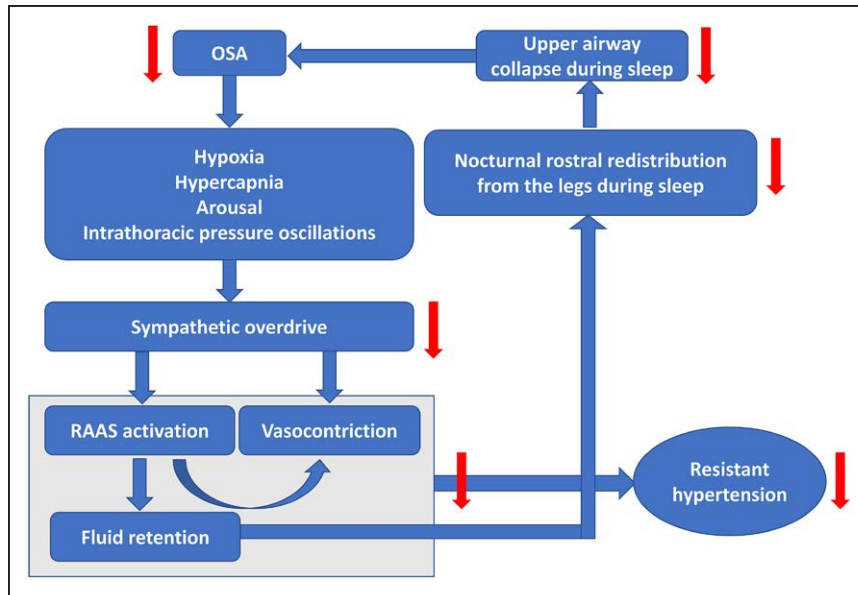 OSA
Upper airway
collapse during sleep
Hypoxia
Hypercapnia
Arousal
Intrathoracic pressure oscillations
Nocturnal rostral redistribution
from the legs during sleep
Sympathetic overdrive
RAAS activation
Vasocontriction
Fluid retention
Resistant
hypertension